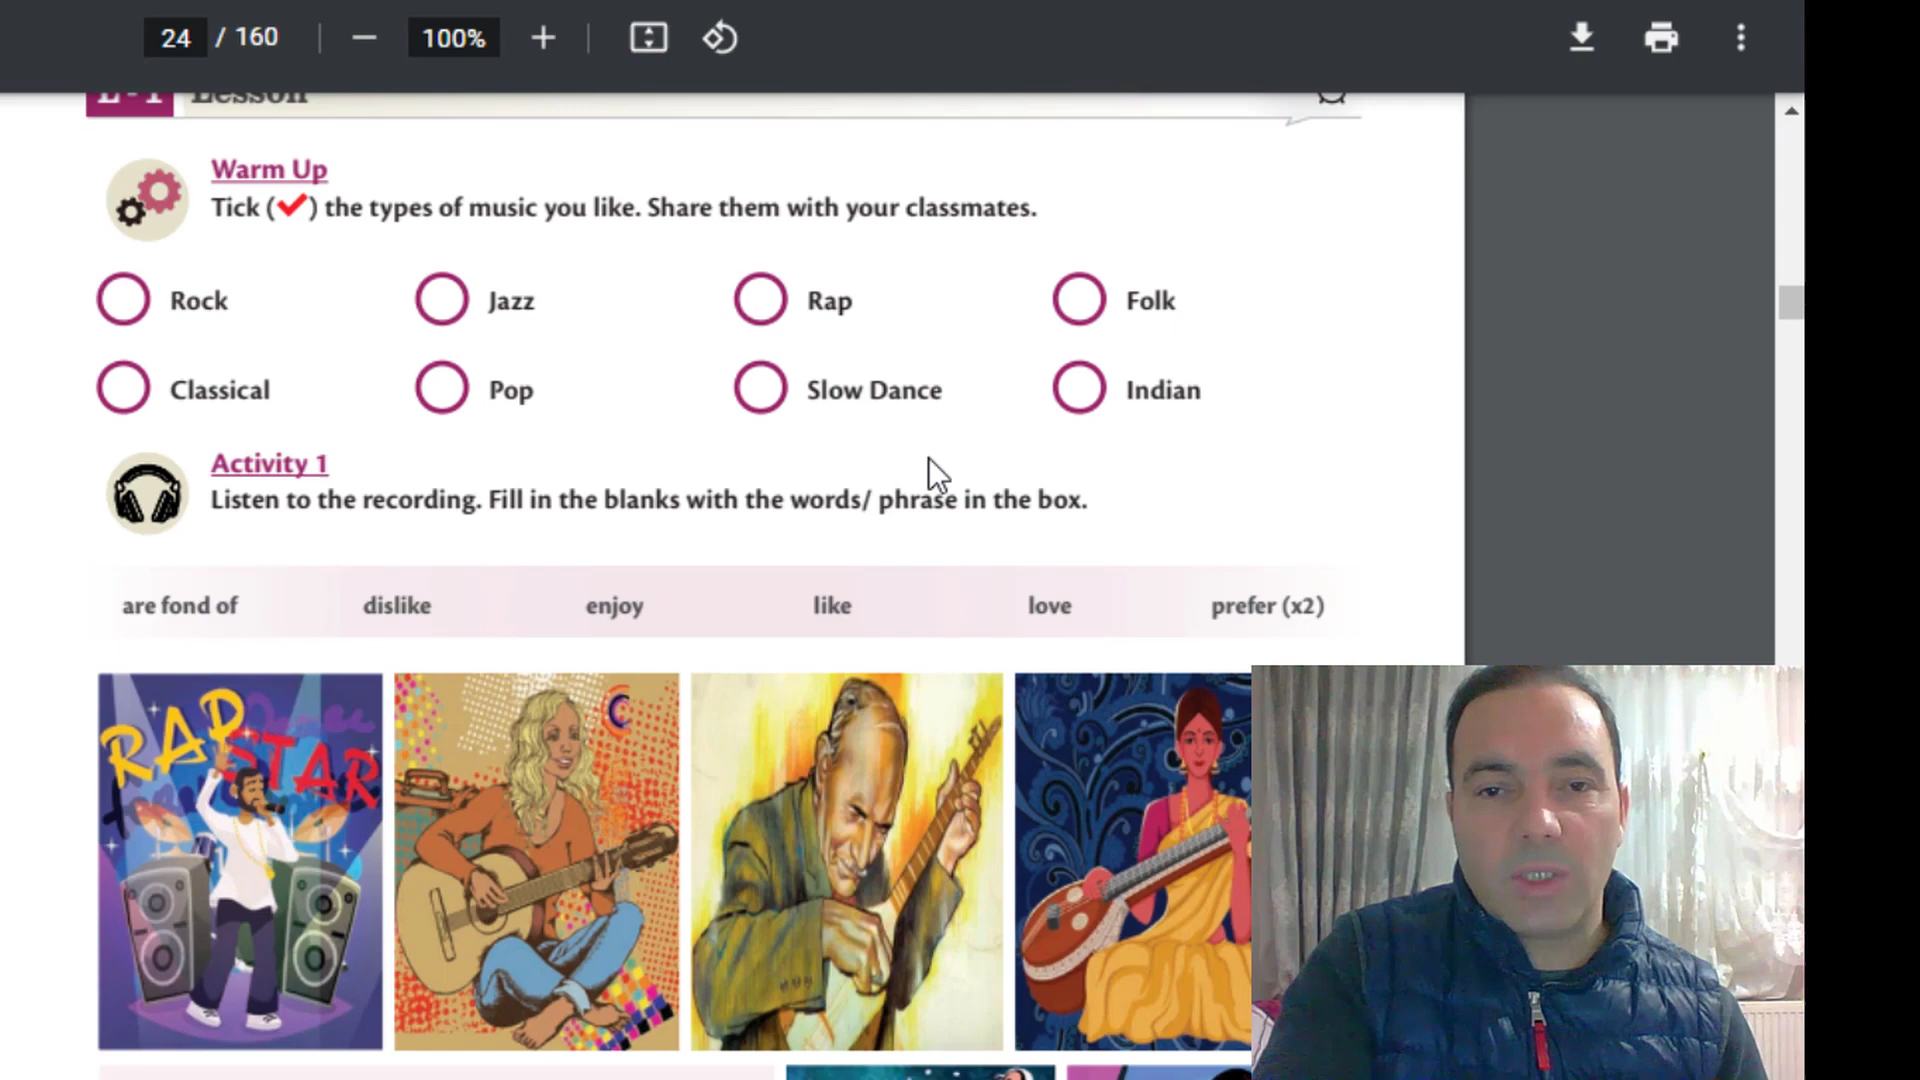 24 / 160
100%
E - 1 Lesson
Warm Up
Tick (✓) the types of music you like. Share them with your classmates.
Rock Jazz Rap Folk
Classical Pop Slow Dance Indian
Activity 1
Listen to the recording. Fill in the blanks with the words/ phrase in the box.
are fond of dislike enjoy like love prefer (x2)
RAP
STAR